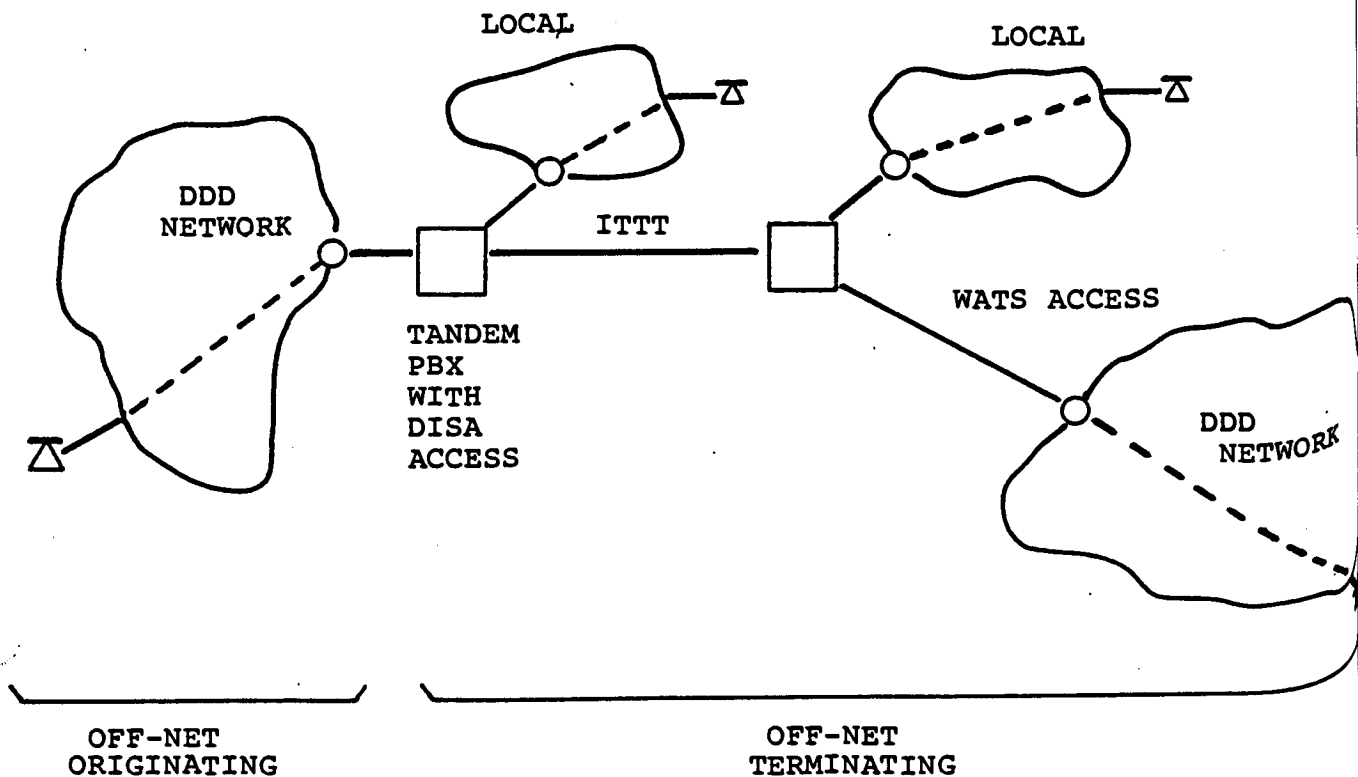 LOCAL
LOCAL
DDD
NETWORK
ITTT
WATS ACCESS
TANDEM
PBX
WITH
DISA
ACCESS
DDD
NETWORK
OFF-NET
ORIGINATING
OFF-NET
TERMINATING